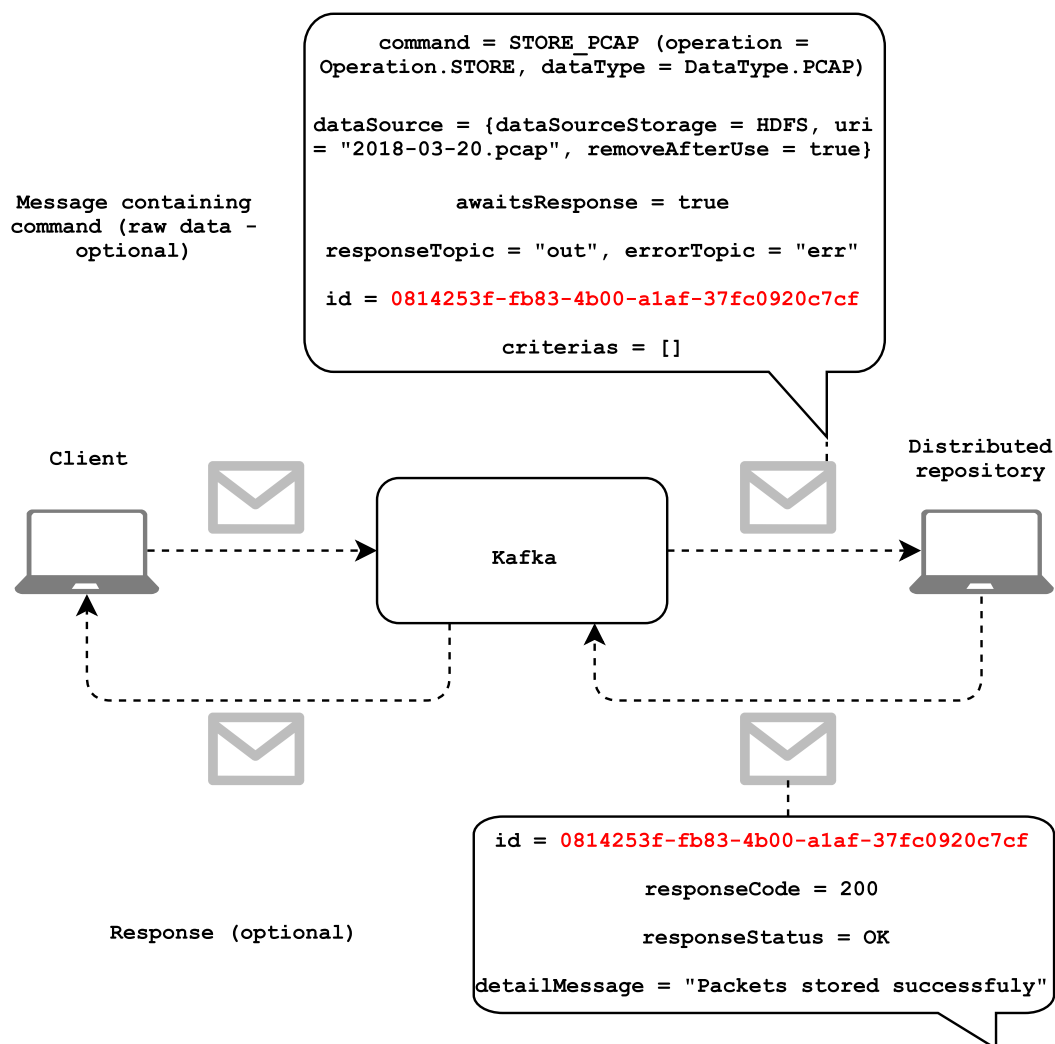 command = STORE_PCAP (operation =
Operation.STORE, dataType = DataType.PCAP)
dataSource = {dataSourceStorage = HDFS, uri
= "2018-03-20.pcap", removeAfterUse = true}
awaitsResponse = true
responseTopic = "out", errorTopic = "err"
id = 0814253f-fb83-4b00-a1af-37fc0920c7cf
criterias = []
Message containing
command (raw data -
optional)
Client
Kafka
Distributed
repository
id = 0814253f-fb83-4b00-a1af-37fc0920c7cf
responseCode = 200
responseStatus = OK
detailMessage = "Packets stored successfuly"
Response (optional)